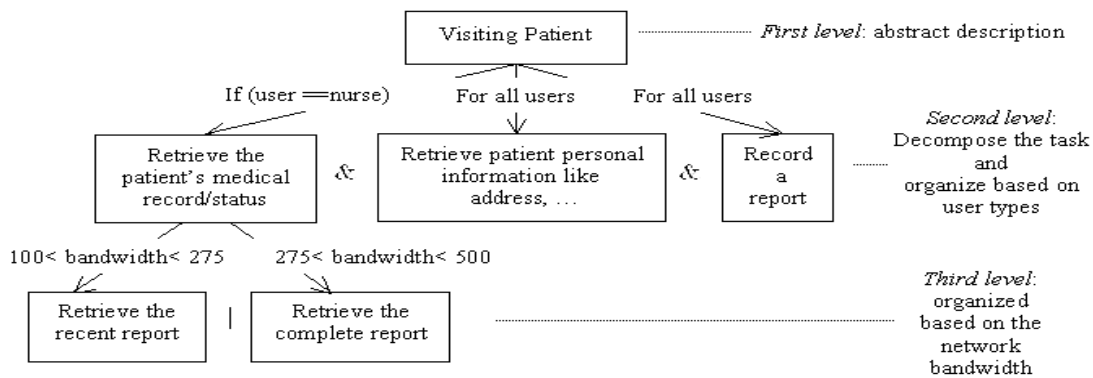 Visiting Patient
First level: abstract description
If (user ==nurse)
For all users
For all users
Second level:
Decompose the task
and
organize based on
user types
Retrieve the
patient's medical
record/status
&
Retrieve patient personal
information like
address, ...
&
Record
a
report
100< bandwidth< 275
275< bandwidth< 500
Third level:
organized
based on the
network
bandwidth
Retrieve the
recent report
|
Retrieve the
complete report